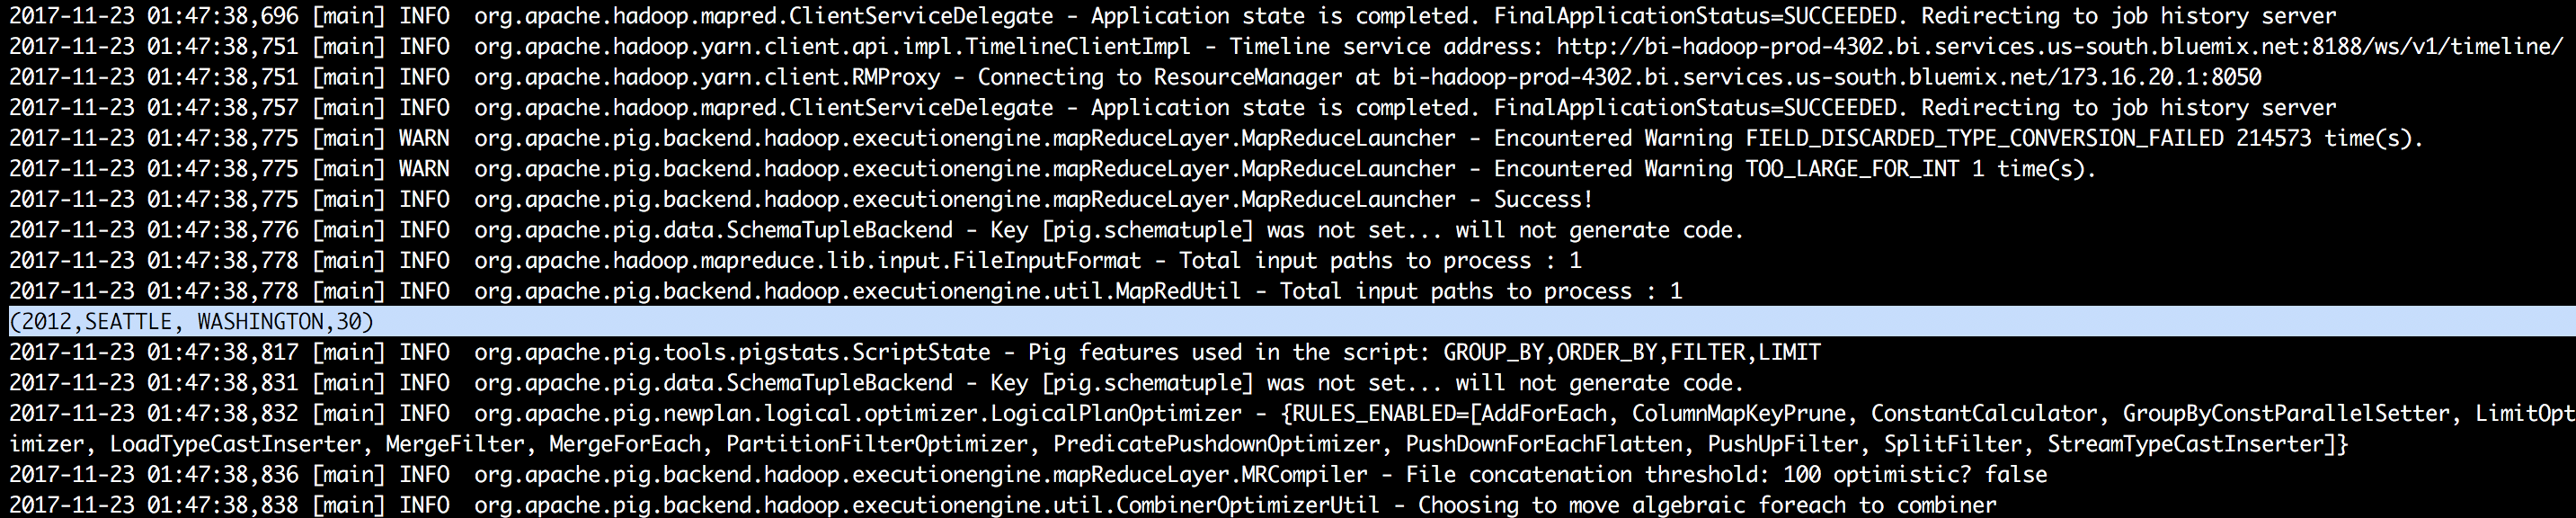 2017-11-23 01:47:38,696 [main] INFO  org.apache.hadoop.mapred.ClientServiceDelegate - Application state is completed. FinalApplicationStatus=SUCCEEDED. Redirecting to job history server
2017-11-23 01:47:38,751 [main] INFO  org.apache.hadoop.yarn.client.api.impl.TimelineClientImpl - Timeline service address: http://bi-hadoop-prod-4302.bi.services.us-south.bluemix.net:8188/ws/v1/timeline/
2017-11-23 01:47:38,751 [main] INFO  org.apache.hadoop.yarn.client.RMProxy - Connecting to ResourceManager at bi-hadoop-prod-4302.bi.services.us-south.bluemix.net/173.16.20.1:8050
2017-11-23 01:47:38,757 [main] INFO  org.apache.hadoop.mapred.ClientServiceDelegate - Application state is completed. FinalApplicationStatus=SUCCEEDED. Redirecting to job history server
2017-11-23 01:47:38,775 [main] WARN  org.apache.pig.backend.hadoop.executionengine.mapReduceLayer.MapReduceLauncher - Encountered Warning FIELD_DISCARDED_TYPE_CONVERSION_FAILED 214573 time(s).
2017-11-23 01:47:38,775 [main] WARN  org.apache.pig.backend.hadoop.executionengine.mapReduceLayer.MapReduceLauncher - Encountered Warning TOO_LARGE_FOR_INT 1 time(s).
2017-11-23 01:47:38,775 [main] INFO  org.apache.pig.backend.hadoop.executionengine.mapReduceLayer.MapReduceLauncher - Success!
2017-11-23 01:47:38,776 [main] INFO  org.apache.pig.data.SchemaTupleBackend - Key [pig.schematuple] was not set... will not generate code.
2017-11-23 01:47:38,778 [main] INFO  org.apache.hadoop.mapreduce.lib.input.FileInputFormat - Total input paths to process : 1
2017-11-23 01:47:38,778 [main] INFO  org.apache.pig.backend.hadoop.executionengine.util.MapRedUtil - Total input paths to process : 1
(2012,SEATTLE, WASHINGTON,30)
2017-11-23 01:47:38,817 [main] INFO  org.apache.pig.tools.pigstats.ScriptState - Pig features used in the script: GROUP_BY,ORDER_BY,FILTER,LIMIT
2017-11-23 01:47:38,831 [main] INFO  org.apache.pig.data.SchemaTupleBackend - Key [pig.schematuple] was not set... will not generate code.
2017-11-23 01:47:38,832 [main] INFO  org.apache.pig.newplan.logical.optimizer.LogicalPlanOptimizer - {RULES_ENABLED=[AddForEach, ColumnMapKeyPrune, ConstantCalculator, GroupByConstParallelSetter, LimitOpt
imizer, LoadTypeCastInserter, MergeFilter, MergeForEach, PartitionFilterOptimizer, PredicatePushdownOptimizer, PushDownForEachFlatten, PushUpFilter, SplitFilter, StreamTypeCastInserter]}
2017-11-23 01:47:38,836 [main] INFO  org.apache.pig.backend.hadoop.executionengine.mapReduceLayer.MRCompiler - File concatenation threshold: 100 optimistic? false
2017-11-23 01:47:38,838 [main] INFO  org.apache.pig.backend.hadoop.executionengine.util.CombinerOptimizerUtil - Choosing to move algebraic foreach to combiner